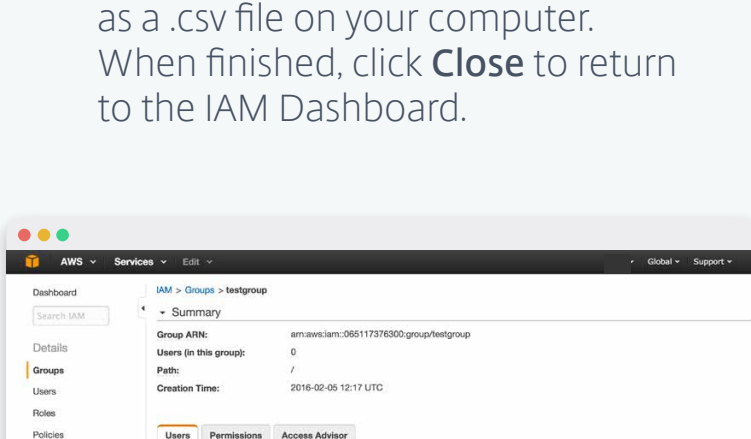 as a .csv file on your computer.
When finished, click Close to return
to the IAM Dashboard.
AWS Services Edit Global Support
Dashboard
Search IAM
Details
Groups
Users
Roles
Policies
IAM > Groups > testgroup
Summary
Group ARN: arn:aws:iam::065117376300:group/testgroup
Users (in this group): 0
Path: /
Creation Time: 2016-02-05 12:17 UTC
Users Permissions Access Advisor